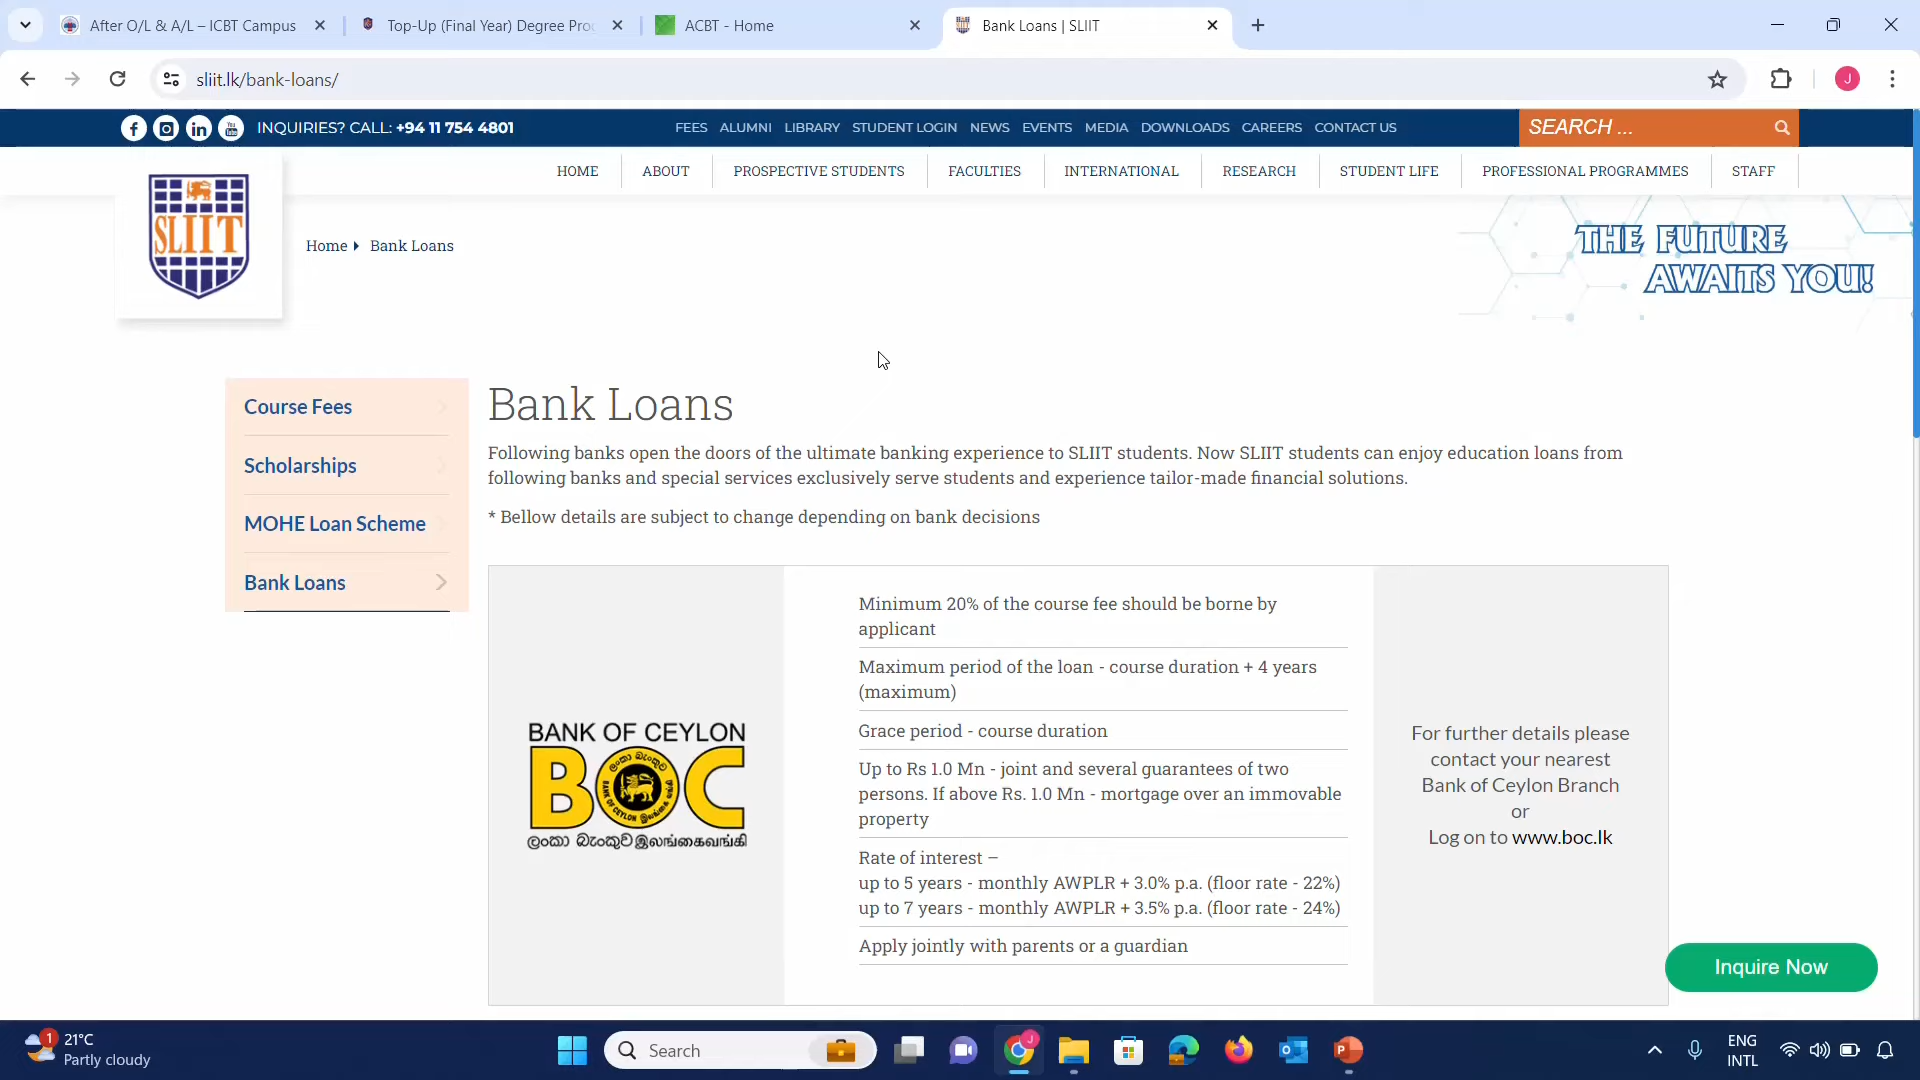 After O/L & A/L – ICBT Campus
Top-Up (Final Year) Degree Pro
ACBT - Home
Bank Loans | SLIIT
sliit.lk/bank-loans/
J
INQUIRIES? CALL: +94 11 754 4801
FEES ALUMNI LIBRARY STUDENT LOGIN NEWS EVENTS MEDIA DOWNLOADS CAREERS CONTACT US
SEARCH ...
HOME ABOUT PROSPECTIVE STUDENTS FACULTIES INTERNATIONAL RESEARCH STUDENT LIFE PROFESSIONAL PROGRAMMES STAFF
SLIIT
Home Bank Loans
THE FUTURE
AWAITS YOU!
Course Fees
Scholarships
MOHE Loan Scheme
Bank Loans
Bank Loans
Following banks open the doors of the ultimate banking experience to SLIIT students. Now SLIIT students can enjoy education loans from
following banks and special services exclusively serve students and experience tailor-made financial solutions.
* Bellow details are subject to change depending on bank decisions
BANK OF CEYLON
BOC
ලංකා බැංකුව இலங்கைவங்கி
Minimum 20% of the course fee should be borne by
applicant
Maximum period of the loan - course duration + 4 years
(maximum)
Grace period - course duration
Up to Rs 1.0 Mn - joint and several guarantees of two
persons. If above Rs. 1.0 Mn - mortgage over an immovable
property
Rate of interest –
up to 5 years - monthly AWPLR + 3.0% p.a. (floor rate - 22%)
up to 7 years - monthly AWPLR + 3.5% p.a. (floor rate - 24%)
Apply jointly with parents or a guardian
For further details please
contact your nearest
Bank of Ceylon Branch
or
Log on to www.boc.lk
Inquire Now
1
21°C
Partly cloudy
Search
J
ENG
INTL